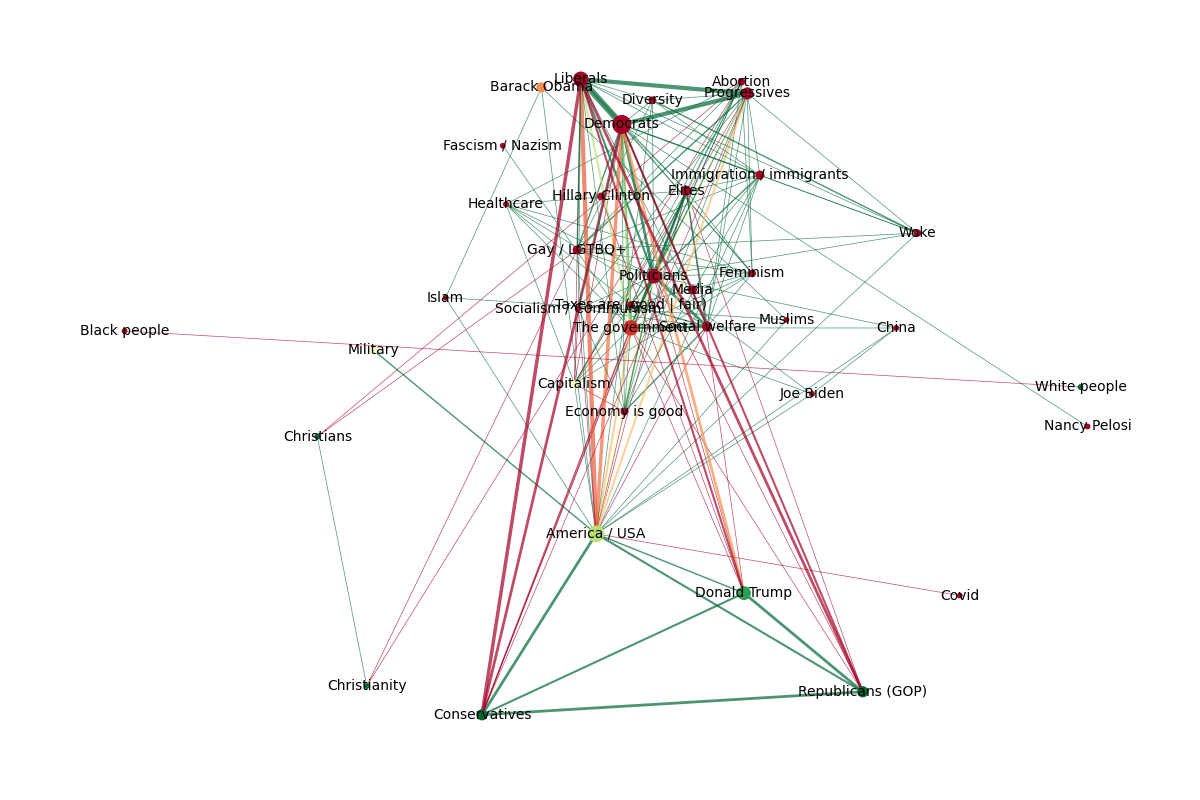 Liberals
Abortion
Barack Obama
Progressives
Diversity
Democrats
Fascism / Nazism
Immigration / immigrants
Elites
Hillary Clinton
Healthcare
Woke
Gay / LGTBQ+
Politicians
Feminism
Media
Islam
Taxes are (good | fair)
Socialism / Communism
Muslims
The government
Social welfare
China
Black people
Military
Capitalism
White people
Joe Biden
Economy is good
Nancy Pelosi
Christians
America / USA
Donald Trump
Covid
Christianity
Republicans (GOP)
Conservatives